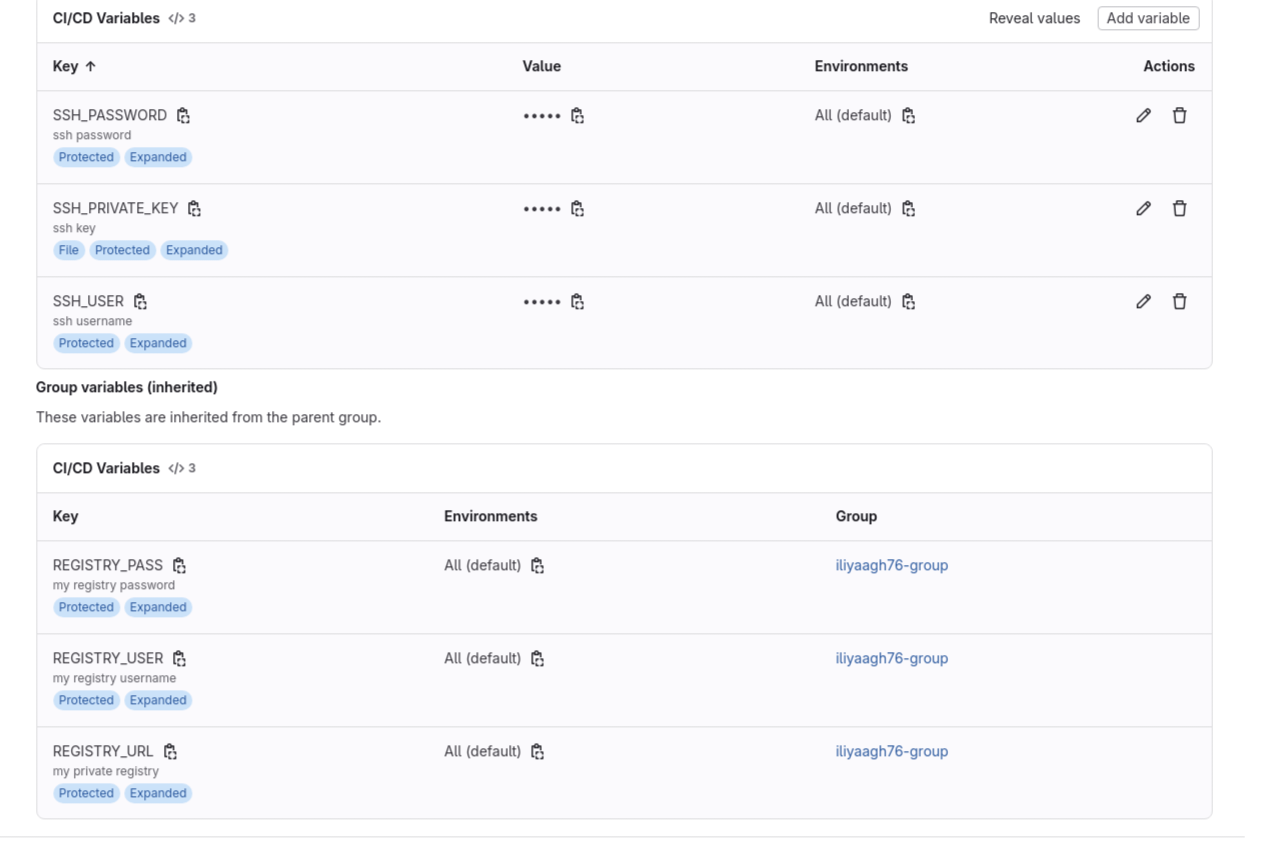 CI/CD Variables </> 3 Reveal values Add variable
Key ↑ Value Environments Actions
SSH_PASSWORD ••••• All (default)
ssh password
Protected Expanded
SSH_PRIVATE_KEY ••••• All (default)
ssh key
File Protected Expanded
SSH_USER ••••• All (default)
ssh username
Protected Expanded
Group variables (inherited)
These variables are inherited from the parent group.
CI/CD Variables </> 3
Key Environments Group
REGISTRY_PASS All (default) iliyaagh76-group
my registry password
Protected Expanded
REGISTRY_USER All (default) iliyaagh76-group
my registry username
Protected Expanded
REGISTRY_URL All (default) iliyaagh76-group
my private registry
Protected Expanded